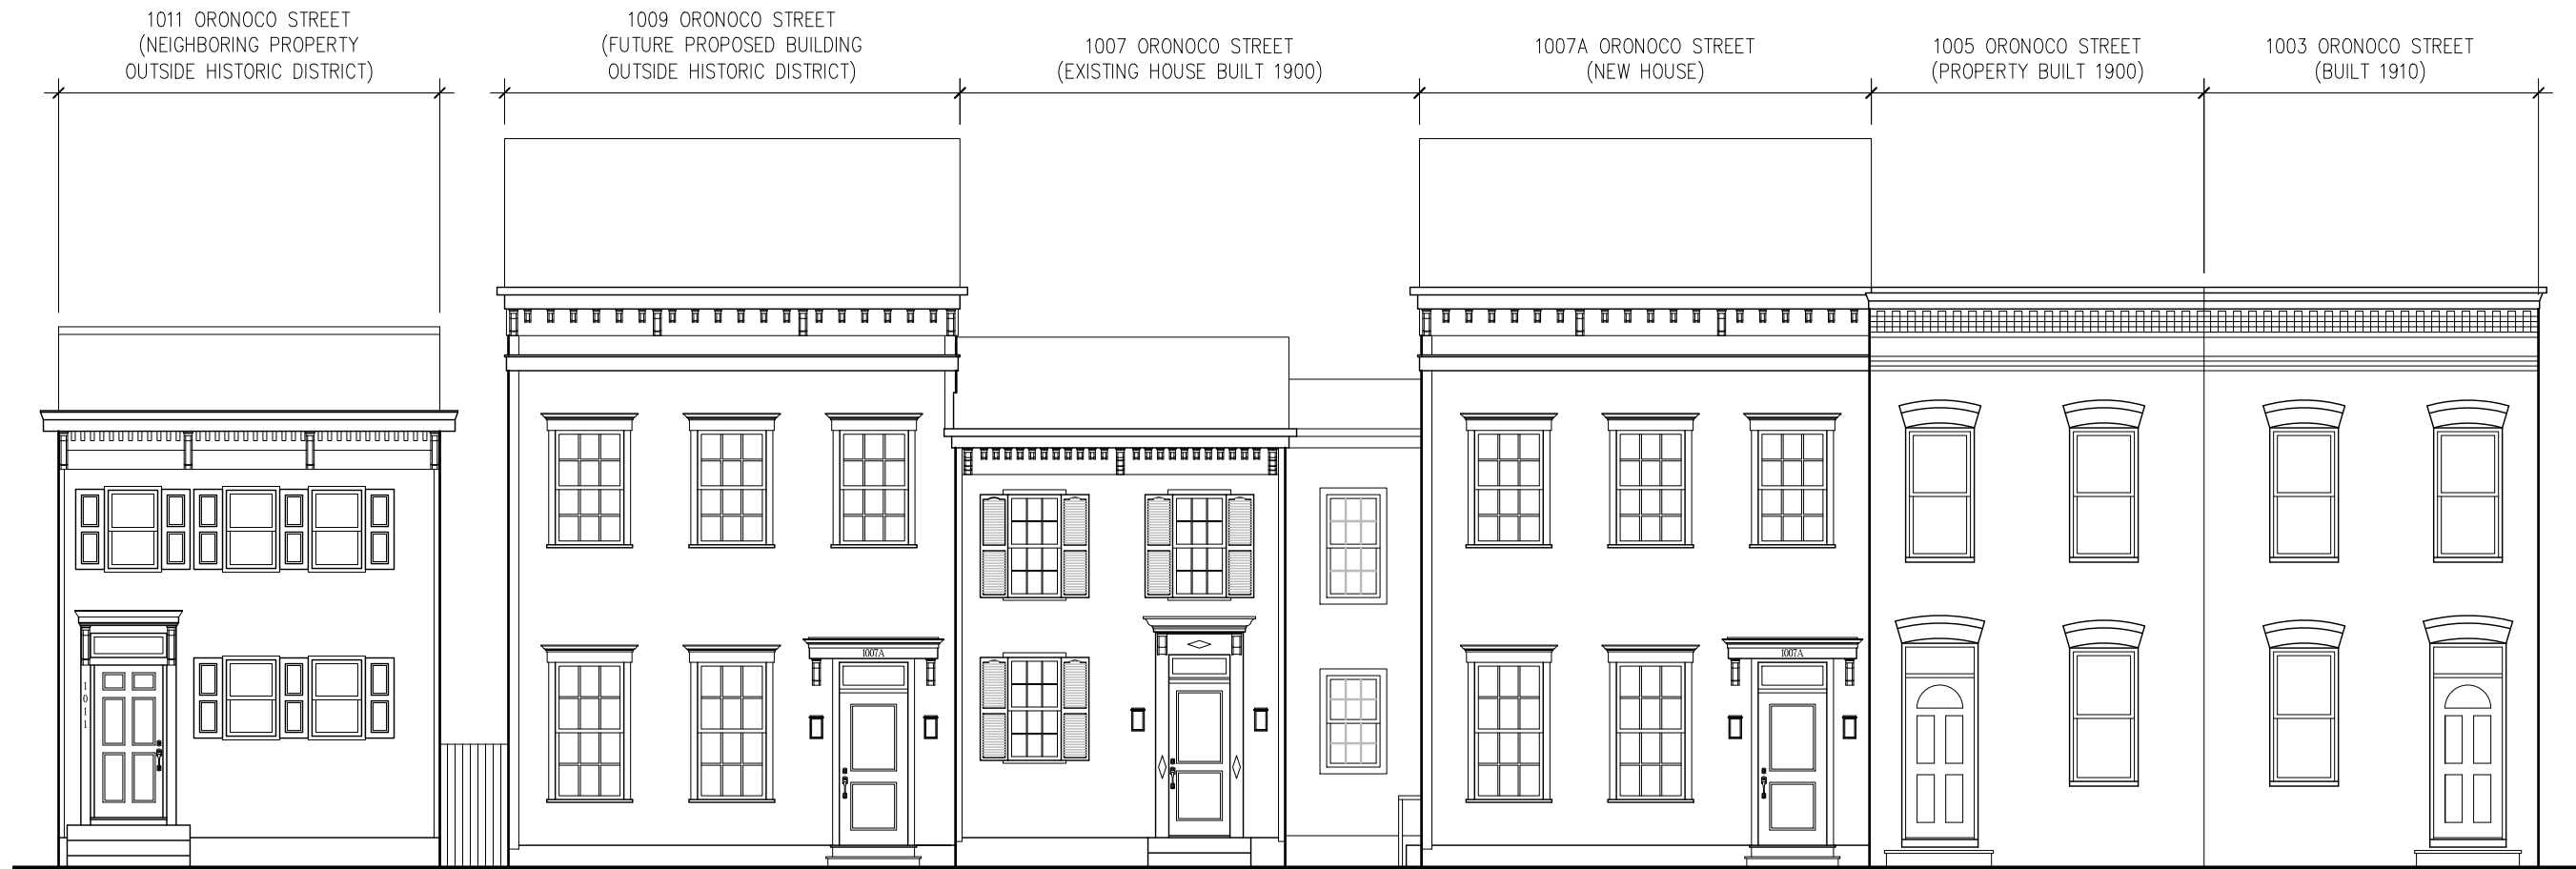 1011 ORONOCO STREET
(NEIGHBORING PROPERTY
OUTSIDE HISTORIC DISTRICT)
1009 ORONOCO STREET
(FUTURE PROPOSED BUILDING
OUTSIDE HISTORIC DISTRICT)
1007 ORONOCO STREET
(EXISTING HOUSE BUILT 1900)
1007A ORONOCO STREET
(NEW HOUSE)
1005 ORONOCO STREET
(PROPERTY BUILT 1900)
1003 ORONOCO STREET
(BUILT 1910)
1011
1007A
1007A